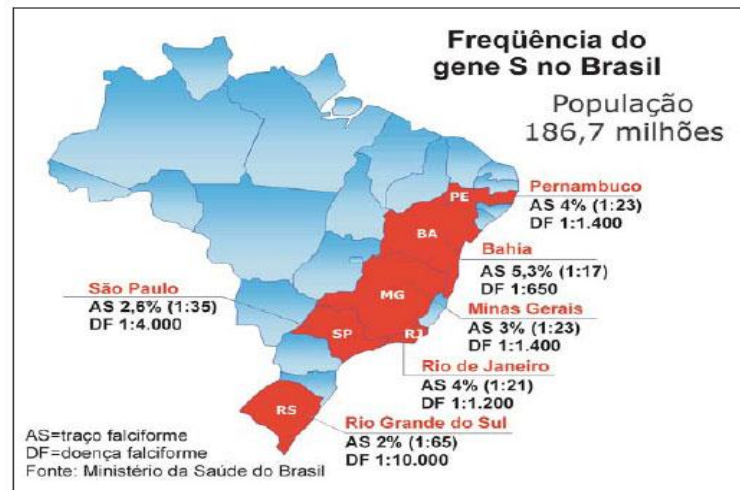 Freqüência do
gene S no Brasil
População
186,7 milhões
PE
Pernambuco
AS 4% (1:23)
DF 1:1.400
BA
Bahia
AS 5,3% (1:17)
DF 1:650
São Paulo
AS 2,6% (1:35)
DF 1:4.000
MG
Minas Gerais
AS 3% (1:23)
DF 1:1.400
SP
RJ
Rio de Janeiro
AS 4% (1:21)
DF 1:1.200
RS
Rio Grande do Sul
AS 2% (1:65)
DF 1:10.000
AS=traço falciforme
DF=doença falciforme
Fonte: Ministério da Saúde do Brasil